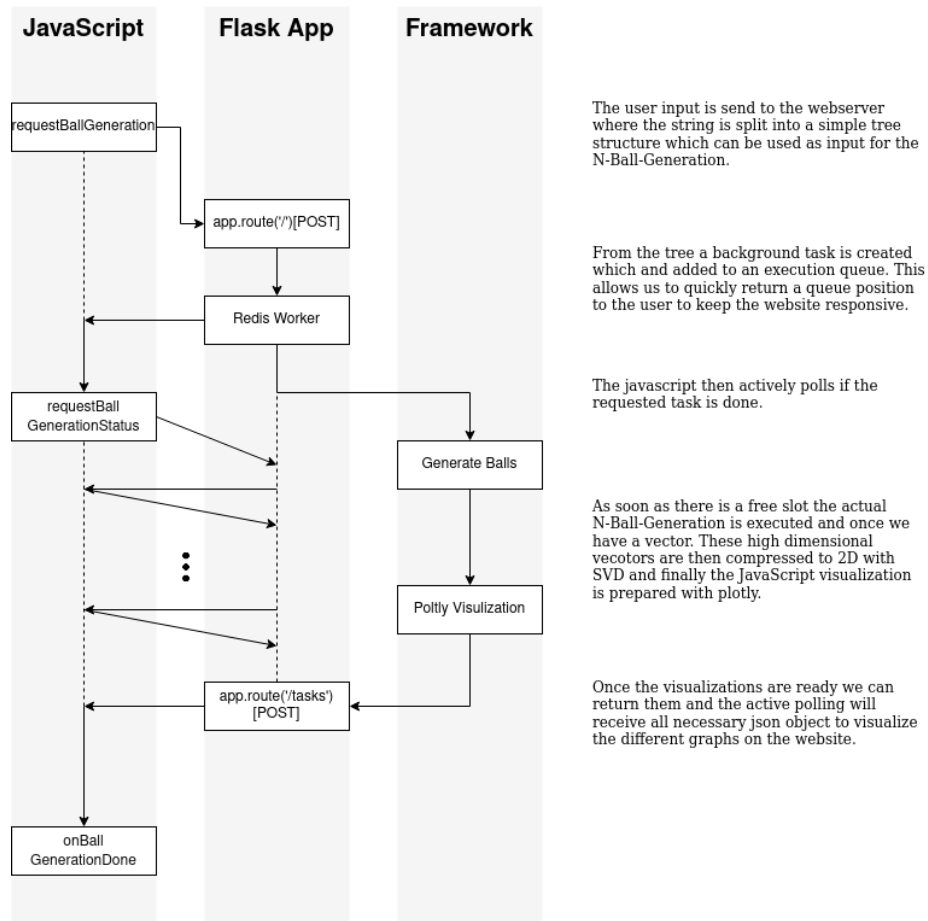 JavaScript
Flask App
Framework
requestBallGeneration
The user input is send to the webserver
where the string is split into a simple tree
structure which can be used as input for the
N-Ball-Generation.
app.route('/')[POST]
From the tree a background task is created
which and added to an execution queue. This
allows us to quickly return a queue position
to the user to keep the website responsive.
Redis Worker
The javascript then actively polls if the
requested task is done.
requestBall
GenerationStatus
Generate Balls
As soon as there is a free slot the actual
N-Ball-Generation is executed and once we
have a vector. These high dimensional
vecotors are then compressed to 2D with
SVD and finally the JavaScript visualization
is prepared with plotly.
Poltly Visulization
app.route('/tasks')
[POST]
Once the visualizations are ready we can
return them and the active polling will
receive all necessary json object to visualize
the different graphs on the website.
onBall
GenerationDone